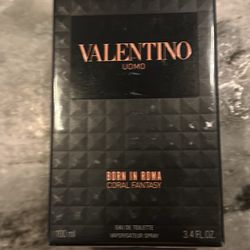 VALENTINO
UOMO
BORN IN ROMA
CORAL FANTASY
EAU DE TOILETTE
VAPORISATEUR SPRAY
100 ml
3.4 FL.OZ.